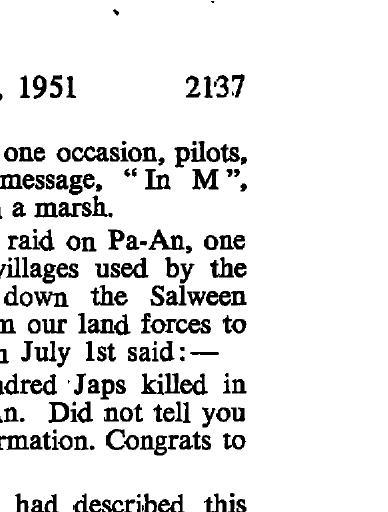 , 1951 2137
one occasion, pilots,
message, “ In M ”,
a marsh.
raid on Pa-An, one
villages used by the
down the Salween
our land forces to
July 1st said:—
Japs killed in
Did not tell you
Congrats to
had described this